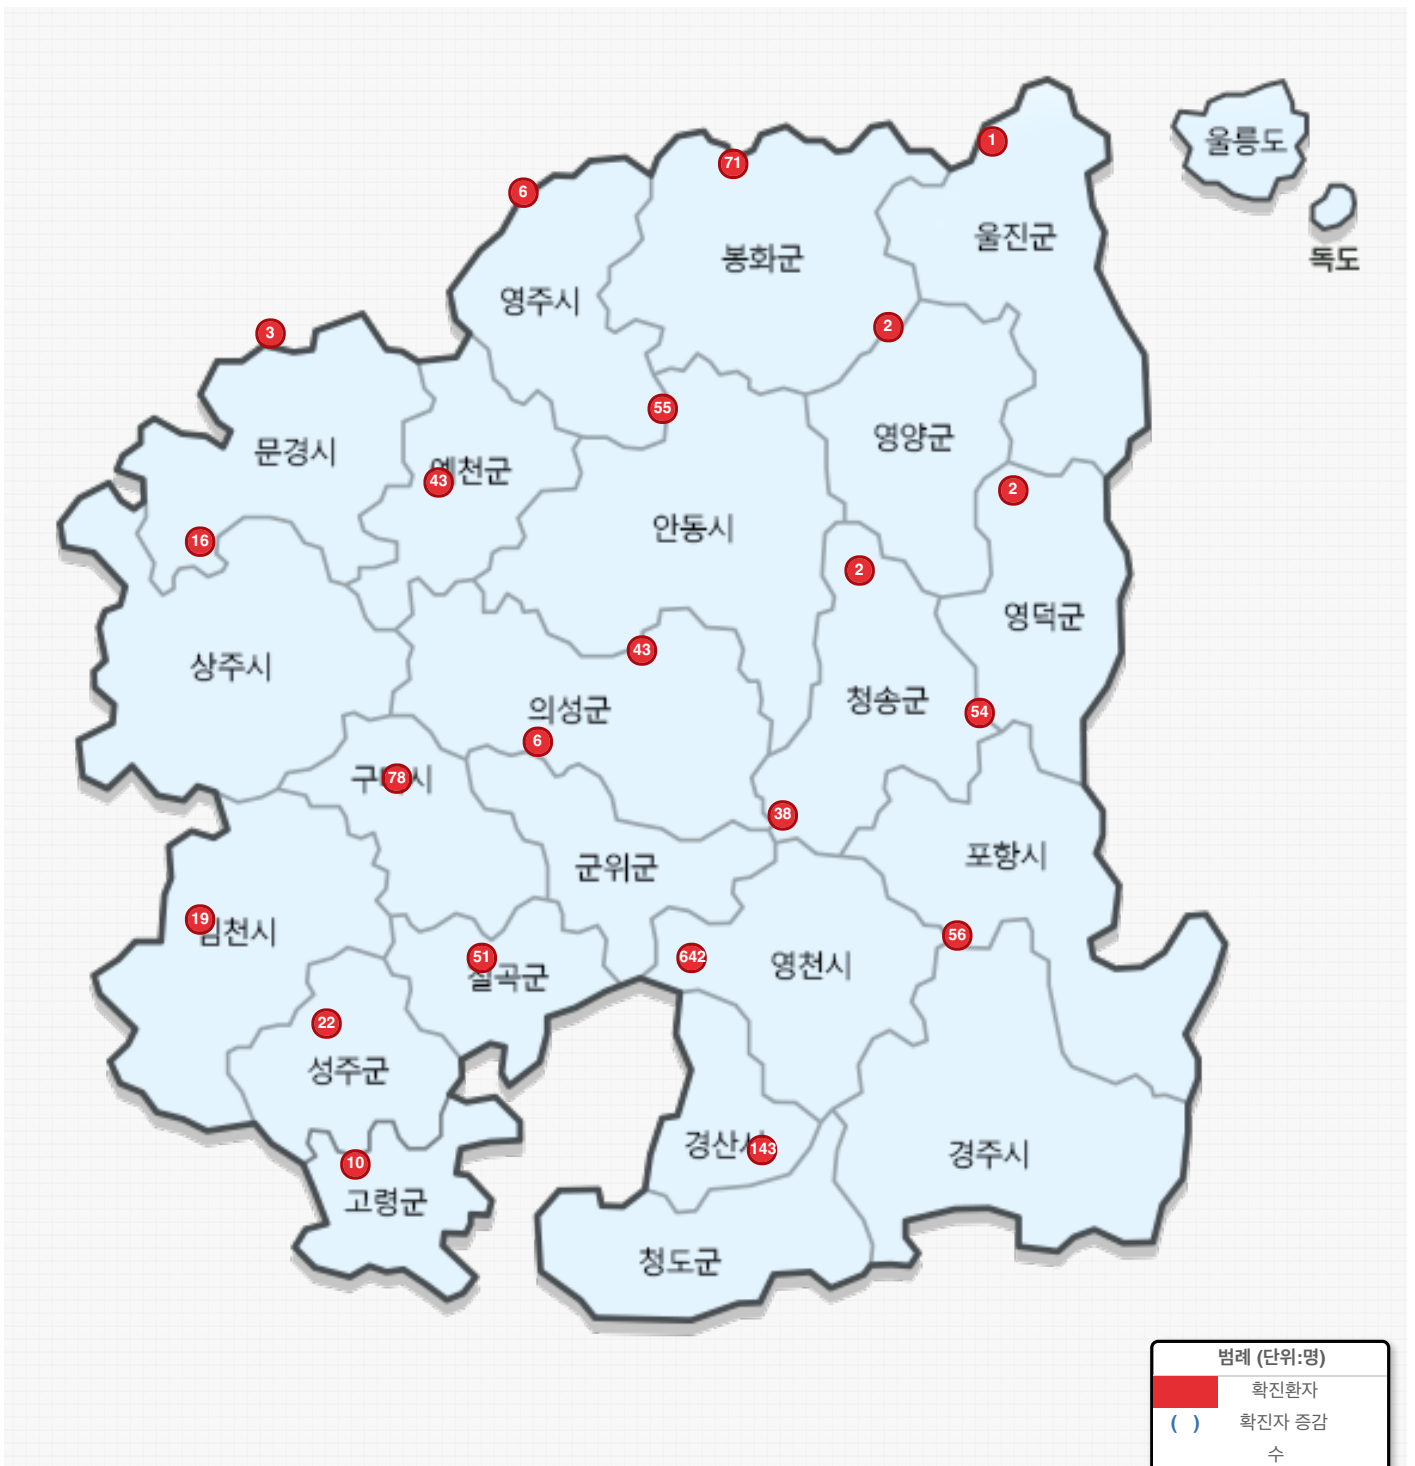 1
울릉도
71
6
울진군
봉화군
독도
영주시
3
2
55
영양군
문경시
천군
43
2
16
안동시
2
영덕군
43
상주시
청송군
의성군
54
6
시
78
38
포항시
군위군
19
천시
56
51
곡군
642
영천시
22
성주군
경산
143
경주시
10
고령군
청도군
범례 (단위:명)
확진환자
( ) 확진자 증감
수